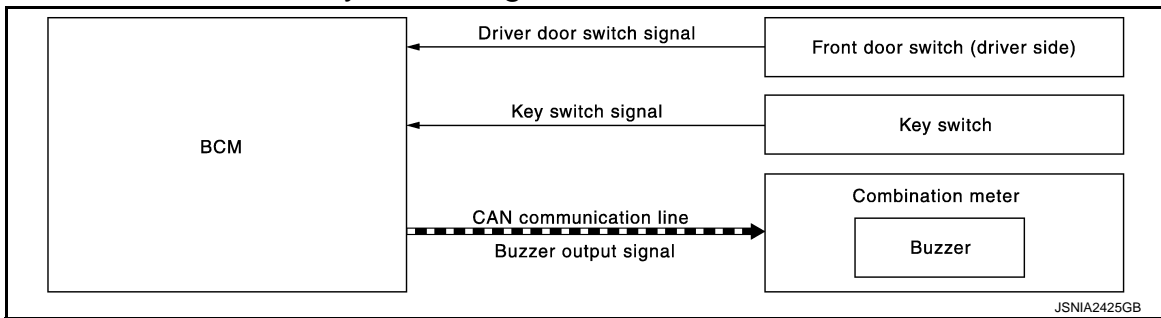 Driver door switch signal
Front door switch (driver side)
Key switch signal
Key switch
BCM
Combination meter
CAN communication line
Buzzer output signal
Buzzer
JSNIA2425GB